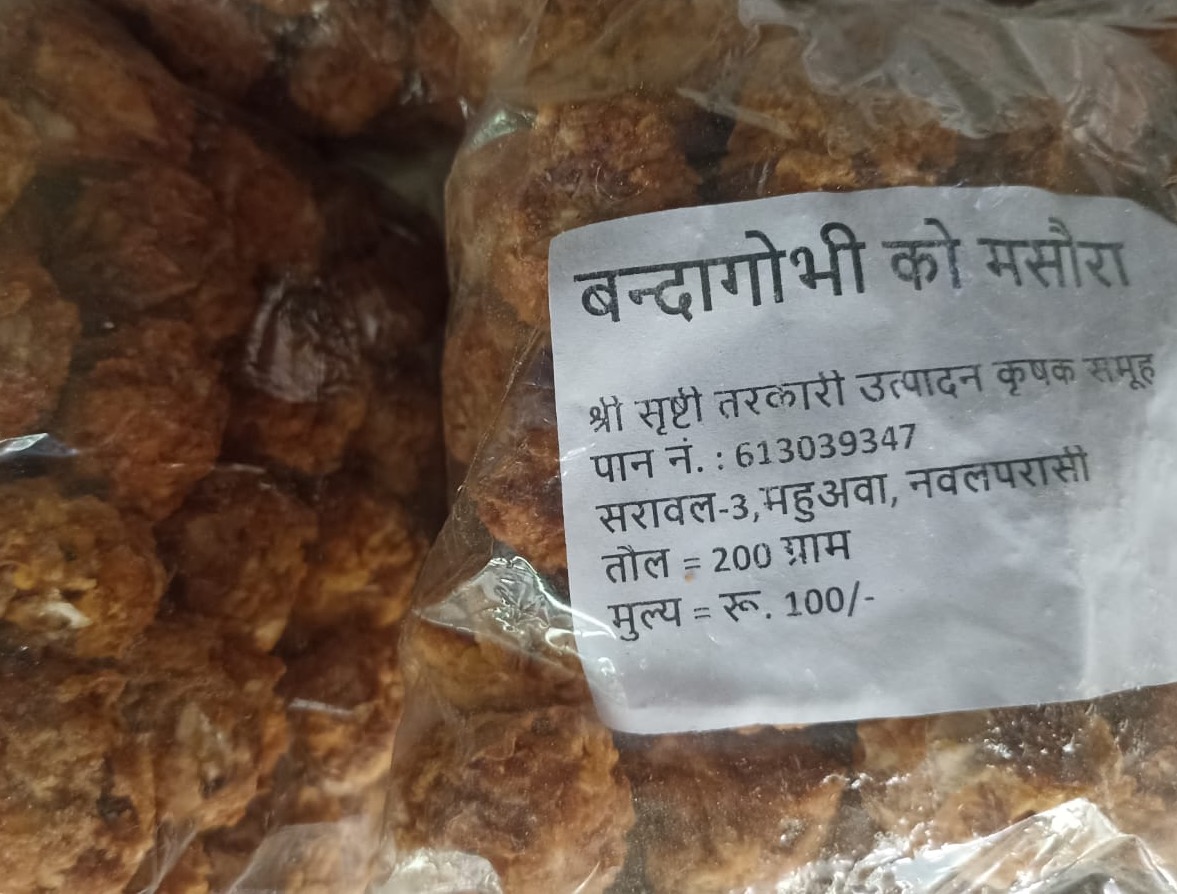 बन्दागोभी को मसौरा
श्री सृष्टी तरकारी उत्पादन कृषक समूह
पान नं. : 613039347
सरावल-3,महुअवा, नवलपरासी
तौल = 200 ग्राम
मुल्य = रू. 100/-